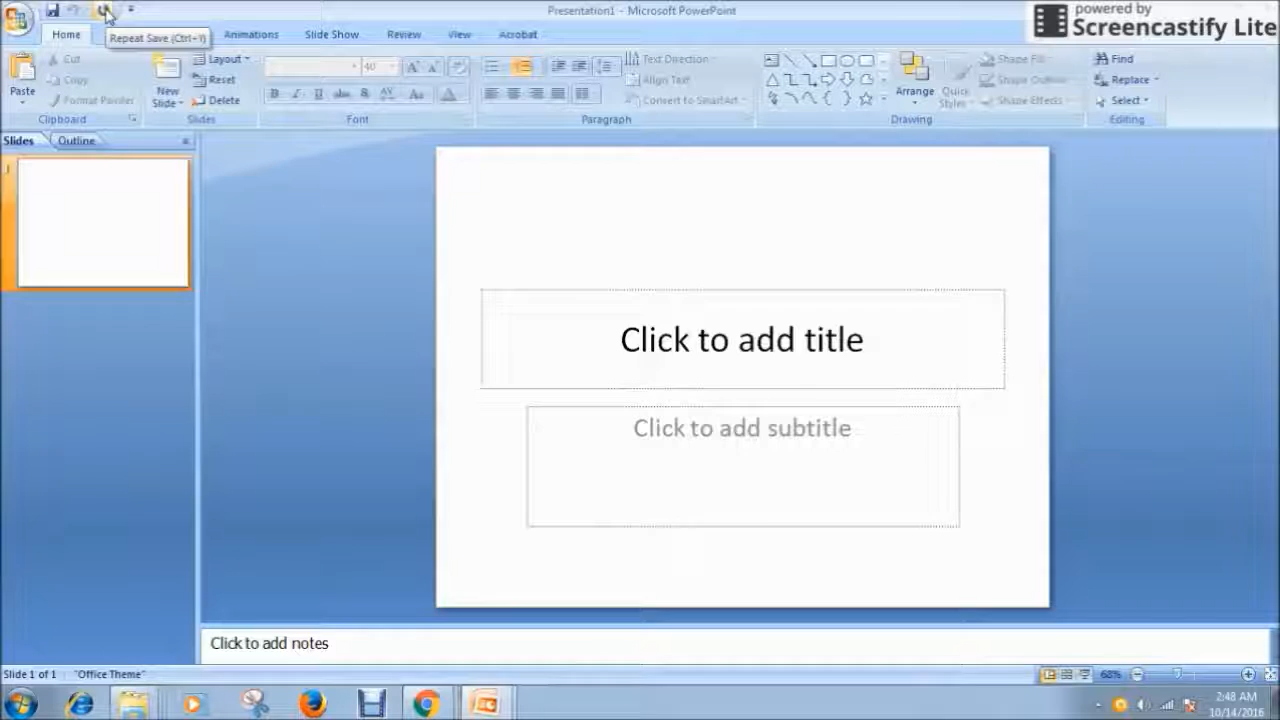 Presentation1 - Microsoft PowerPoint
powered by
Screencastify Lite
Repeat Save (Ctrl+Y)
Home
Animations
Slide Show
Review
View
Acrobat
Paste
Cut
Copy
Format Painter
Clipboard
New
Slide
Layout
Reset
Delete
Slides
40
Font
Text Direction
Align Text
Convert to SmartArt
Paragraph
Arrange
Quick
Styles
Shape Fill
Shape Outline
Shape Effects
Drawing
Find
Replace
Select
Editing
Slides
Outline
1
Click to add title
Click to add subtitle
Click to add notes
Slide 1 of 1
"Office Theme"
68%
2:48 AM
10/14/2016